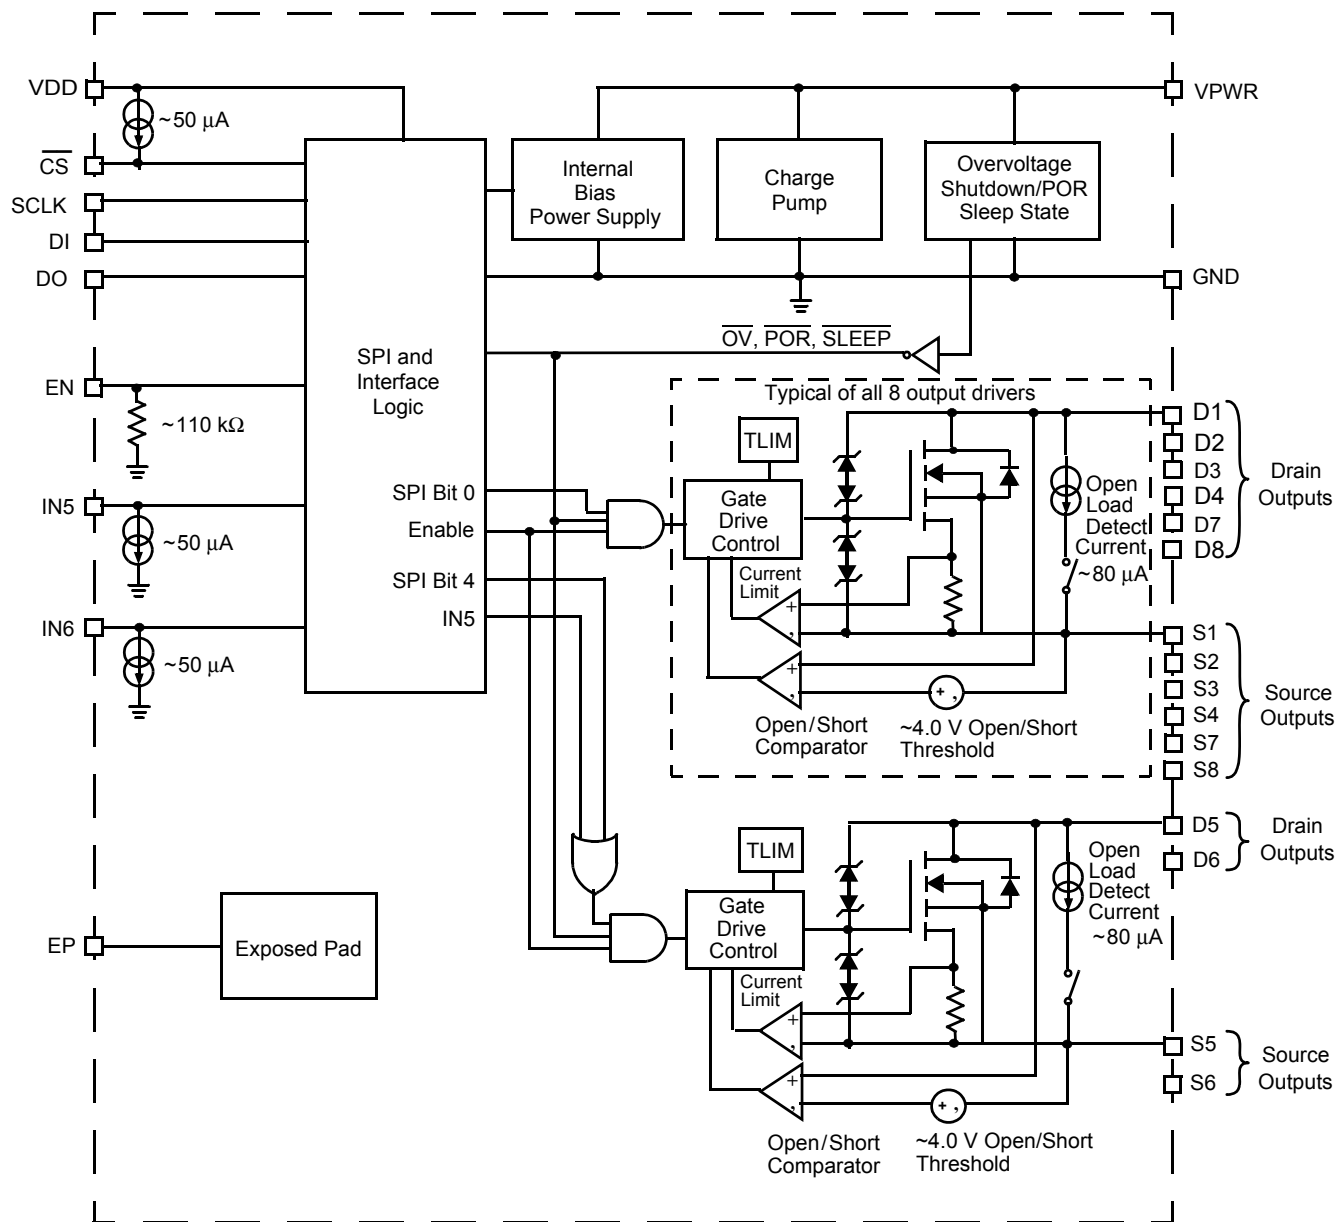 VDD
~50 µA
CS
SCLK
DI
DO
EN
~110 kΩ
IN5
~50 µA
IN6
~50 µA
EP
Exposed Pad
SPI and
Interface
Logic
SPI Bit 0
Enable
SPI Bit 4
IN5
Internal
Bias
Power Supply
Charge
Pump
Overvoltage
Shutdown/POR
Sleep State
VPWR
GND
OV, POR, SLEEP
Typical of all 8 output drivers
TLIM
Gate
Drive
Control
Current
Limit
+
,
+
,
Open/Short
Comparator
+ ,
~4.0 V Open/Short
Threshold
Open
Load
Detect
Current
~80 µA
D1
D2
D3
D4
D7
D8
Drain
Outputs
S1
S2
S3
S4
S7
S8
Source
Outputs
TLIM
Gate
Drive
Control
Current
Limit
+
,
+
,
Open/Short
Comparator
+ ,
~4.0 V Open/Short
Threshold
Open
Load
Detect
Current
~80 µA
D5
D6
Drain
Outputs
S5
S6
Source
Outputs